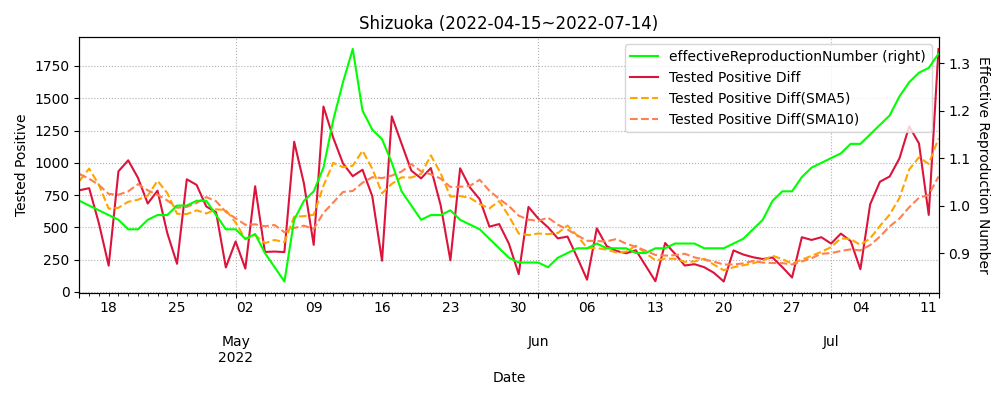 Shizuoka (2022-04-15~2022-07-14)
effectiveReproductionNumber (right)
Tested Positive Diff
Tested Positive Diff(SMA5)
Tested Positive Diff(SMA10)
Tested Positive
1750
1500
1250
1000
750
500
250
0
1.3
1.2
1.1
1.0
0.9
Effective Reproduction Number
18 25 02 09 16 23 30 06 13 20 27 04 11
May Jun Jul
2022
Date